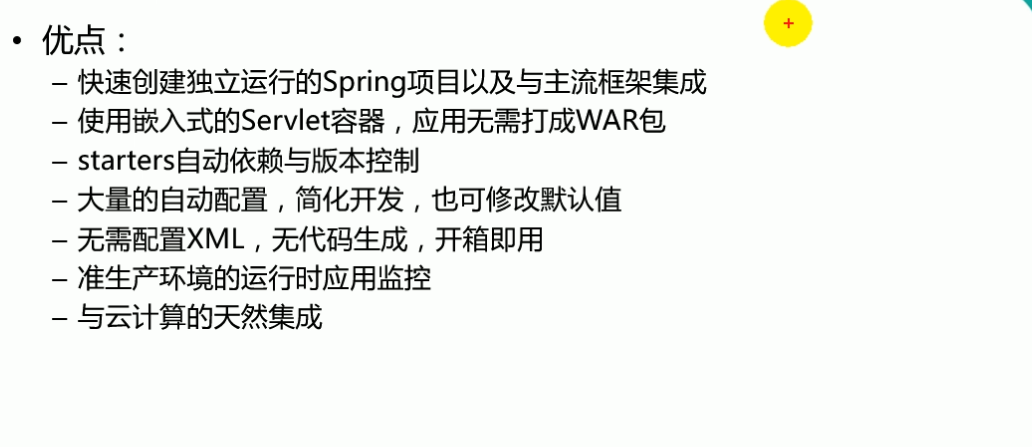 • 优点：
– 快速创建独立运行的Spring项目以及与主流框架集成
– 使用嵌入式的Servlet容器，应用无需打成WAR包
– starters自动依赖与版本控制
– 大量的自动配置，简化开发，也可修改默认值
– 无需配置XML，无代码生成，开箱即用
– 准生产环境的运行时应用监控
– 与云计算的天然集成